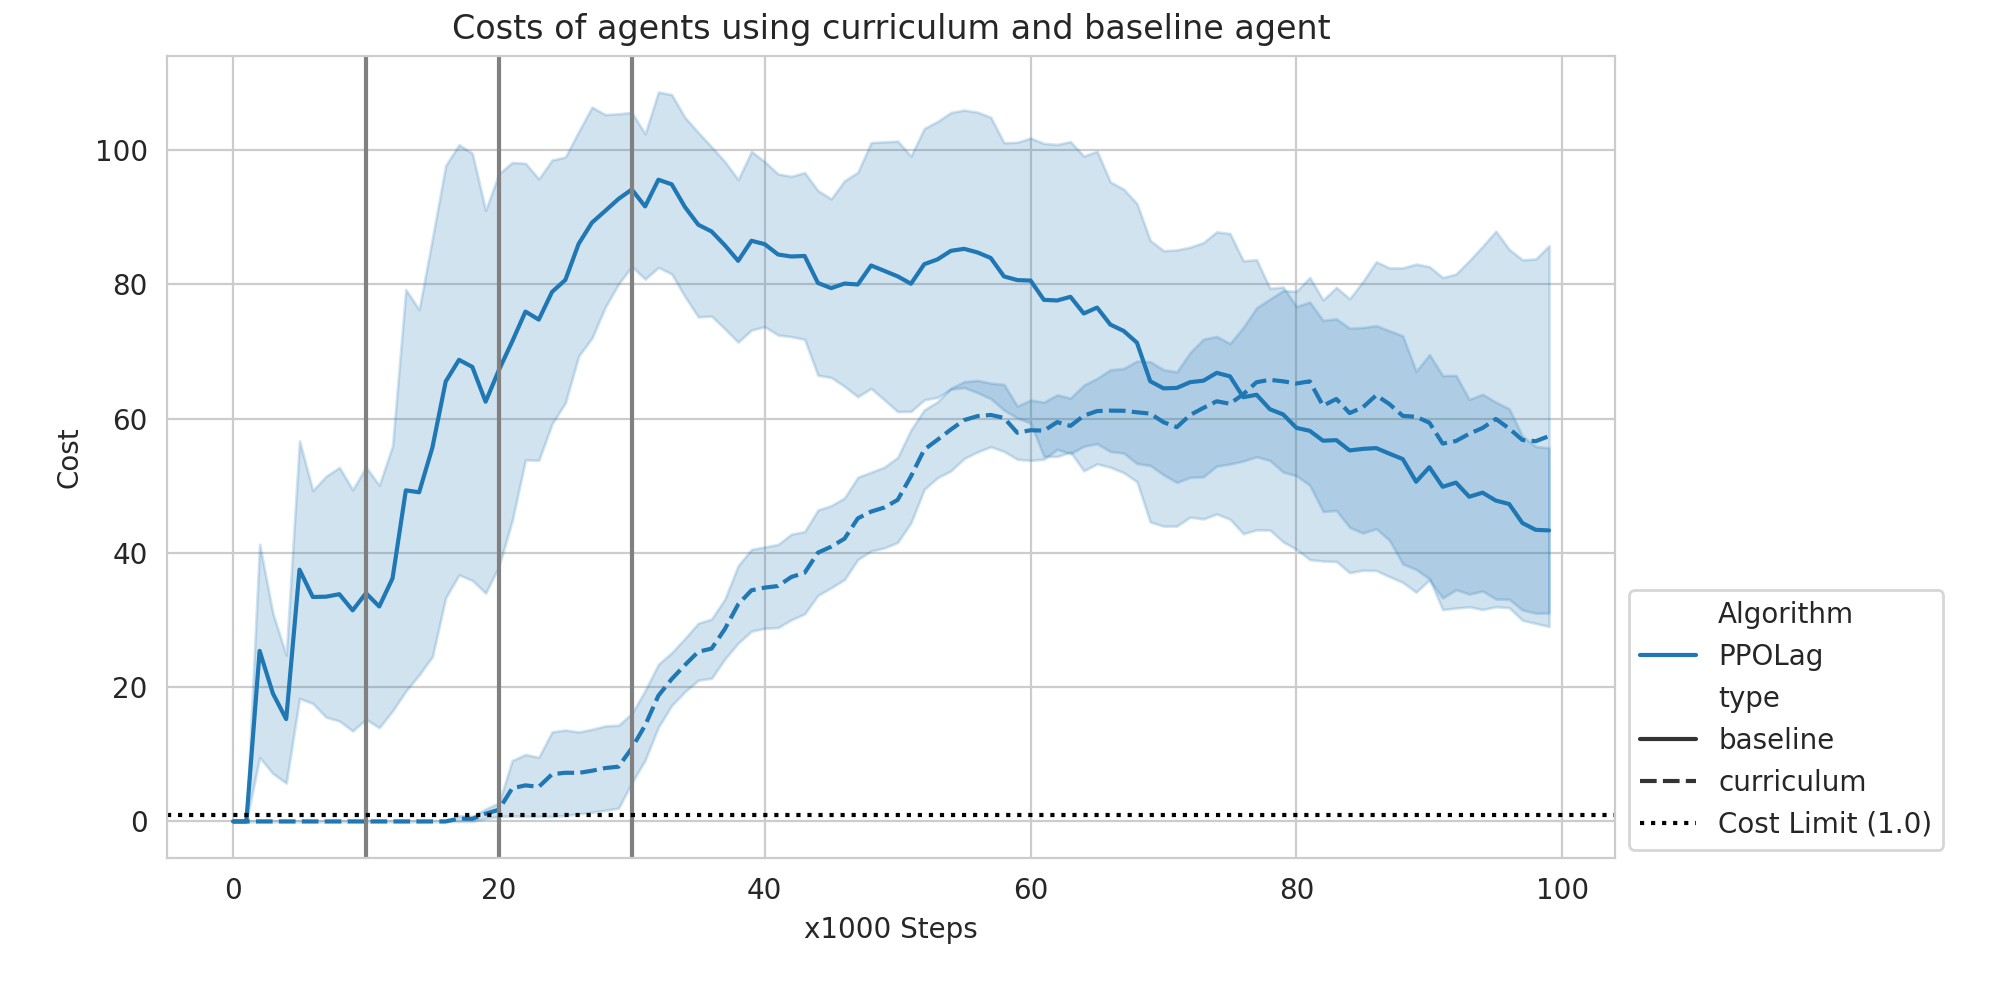 Costs of agents using curriculum and baseline agent
Cost
100
80
60
40
20
0
0 20 40 60 80 100
x1000 Steps
Algorithm
PPOLag
type
baseline
curriculum
Cost Limit (1.0)